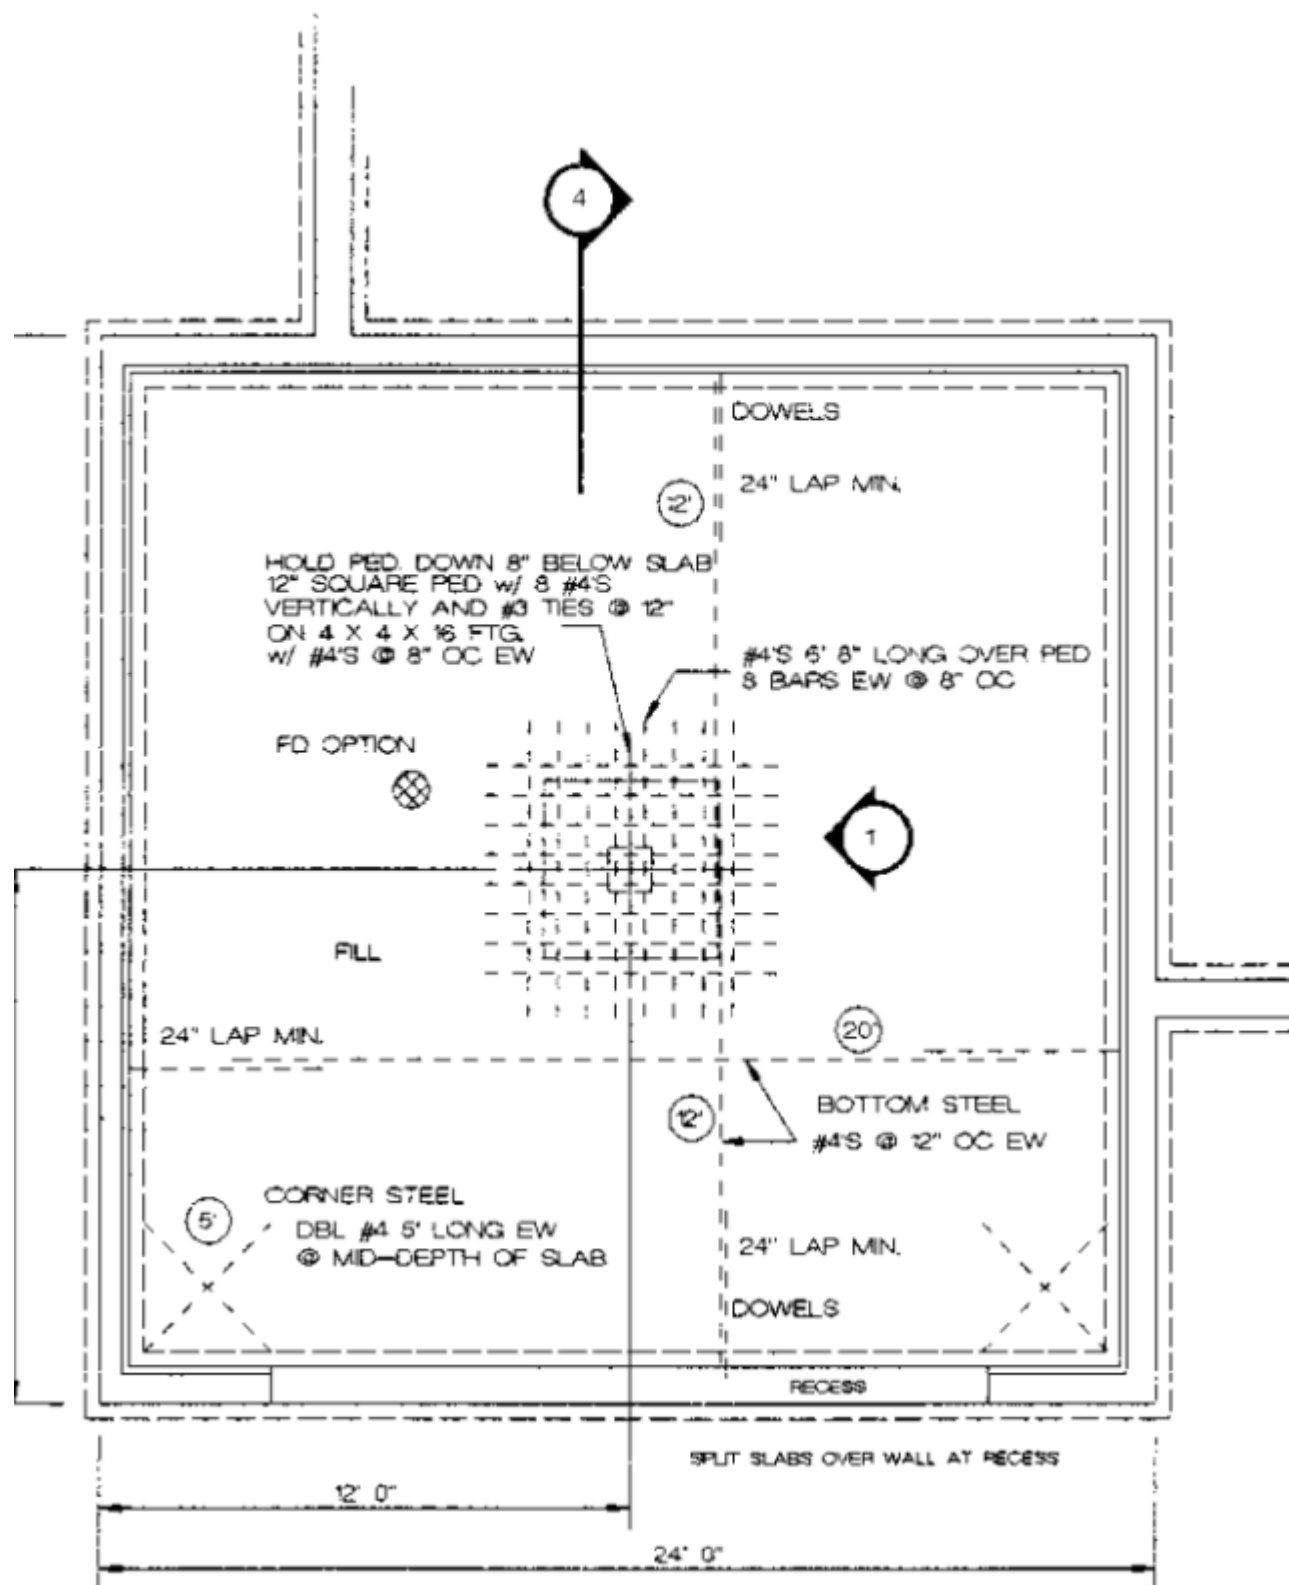 4
DOWELS
24" LAP MIN.
12'
HOLD PED. DOWN 8" BELOW SLAB
12" SQUARE PED w/ 8 #4'S
VERTICALLY AND #3 TIES @ 12"
ON 4 X 4 X 16 FTG.
w/ #4'S @ 8" OC EW
#4'S 6' 8" LONG OVER PED
8 BARS EW @ 8" OC
FD OPTION
1
FILL
24" LAP MIN.
20'
12'
BOTTOM STEEL
#4'S @ 12" OC EW
CORNER STEEL
5'
DBL #4 5' LONG EW
@ MID-DEPTH OF SLAB
24" LAP MIN.
DOWELS
RECESS
SPLIT SLABS OVER WALL AT RECESS
12' 0"
24' 0"